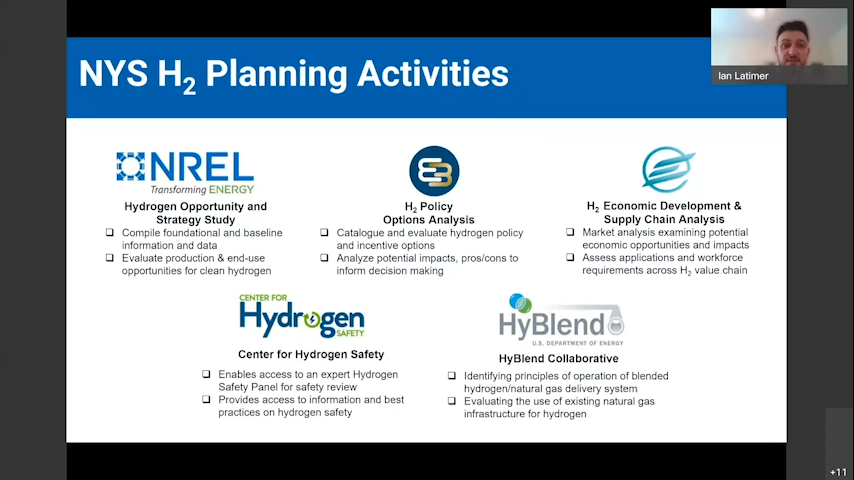 NYS H2 Planning Activities
Ian Latimer
NREL
Transforming ENERGY
Hydrogen Opportunity and
Strategy Study
❑ Compile foundational and baseline
information and data
❑ Evaluate production & end-use
opportunities for clean hydrogen
H2 Policy
Options Analysis
❑ Catalogue and evaluate hydrogen policy
and incentive options
❑ Analyze potential impacts, pros/cons to
inform decision making
H2 Economic Development &
Supply Chain Analysis
❑ Market analysis examining potential
economic opportunities and impacts
❑ Assess applications and workforce
requirements across H2 value chain
CENTER FOR
Hydrogen
SAFETY
Center for Hydrogen Safety
❑ Enables access to an expert Hydrogen
Safety Panel for safety review
❑ Provides access to information and best
practices on hydrogen safety
HyBlend
U.S. DEPARTMENT OF ENERGY
HyBlend Collaborative
❑ Identifying principles of operation of blended
hydrogen/natural gas delivery system
❑ Evaluating the use of existing natural gas
infrastructure for hydrogen
+11